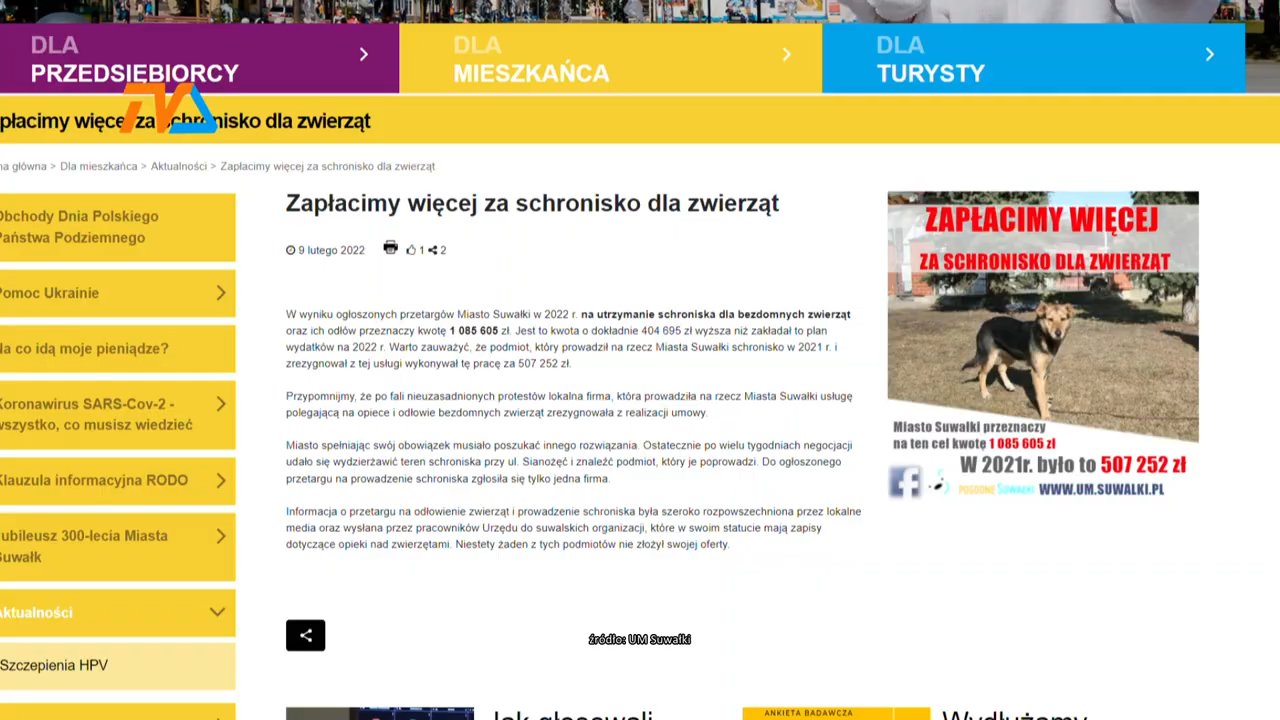 DLA
PRZEDSIĘBIORCY
DLA
MIESZKAŃCA
DLA
TURYSTY
płacimy więcej za schronisko dla zwierząt
na główna > Dla mieszkańca > Aktualności > Zapłacimy więcej za schronisko dla zwierząt
Obchody Dnia Polskiego
Państwa Podziemnego
Pomoc Ukrainie
Na co idą moje pieniądze?
Koronawirus SARS-Cov-2 -
wszystko, co musisz wiedzieć
Klauzula informacyjna RODO
Jubileusz 300-lecia Miasta
Suwałk
Aktualności
Szczepienia HPV
Zapłacimy więcej za schronisko dla zwierząt
9 lutego 2022 1 2
W wyniku ogłoszonych przetargów Miasto Suwałki w 2022 r. na utrzymanie schroniska dla bezdomnych zwierząt
oraz ich odłów przeznaczy kwotę 1 085 605 zł. Jest to kwota o dokładnie 404 695 zł wyższa niż zakładał to plan
wydatków na 2022 r. Warto zauważyć, że podmiot, który prowadził na rzecz Miasta Suwałki schronisko w 2021 r. i
zrezygnował z tej usługi wykonywał tę pracę za 507 252 zł.
Przypomnijmy, że po fali nieuzasadnionych protestów lokalna firma, która prowadziła na rzecz Miasta Suwałki usługę
polegającą na opiece i odłowie bezdomnych zwierząt zrezygnowała z realizacji umowy.
Miasto spełniając swój obowiązek musiało poszukać innego rozwiązania. Ostatecznie po wielu tygodniach negocjacji
udało się wydzierżawić teren schroniska przy ul. Sianożęć i znaleźć podmiot, który je poprowadzi. Do ogłoszonego
przetargu na prowadzenie schroniska zgłosiła się tylko jedna firma.
Informacja o przetargu na odłowienie zwierząt i prowadzenie schroniska była szeroko rozpowszechniona przez lokalne
media oraz wysłana przez pracowników Urzędu do suwalskich organizacji, które w swoim statucie mają zapisy
dotyczące opieki nad zwierzętami. Niestety żaden z tych podmiotów nie złożył swojej oferty.
ZAPŁACIMY WIĘCEJ
ZA SCHRONISKO DLA ZWIERZĄT
Miasto Suwałki przeznaczy
na ten cel kwotę 1 085 605 zł
W 2021r. było to 507 252 zł
POGODNE SUWAŁKI WWW.UM.SUWALKI.PL
źródło: UM Suwałki
Jak głosowali
ANKIETA BADAWCZA
Wydłużamy